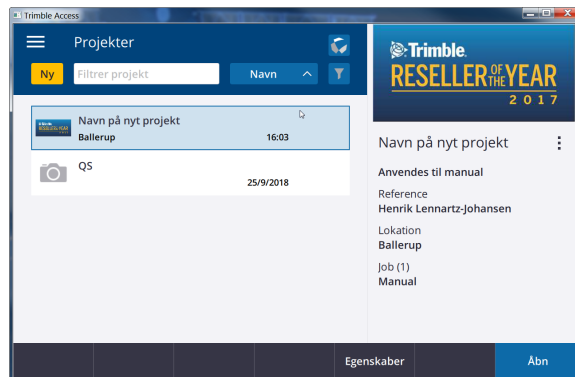 Trimble Access
Projekter
Ny
Filtrer projekt
Navn
Navn på nyt projekt
Ballerup
16:03
QS
25/9/2018
Trimble.
RESELLER OF THE YEAR
2017
Navn på nyt projekt
Anvendes til manual
Reference
Henrik Lennartz-Johansen
Lokation
Ballerup
Job (1)
Manual
Egenskaber
Åbn